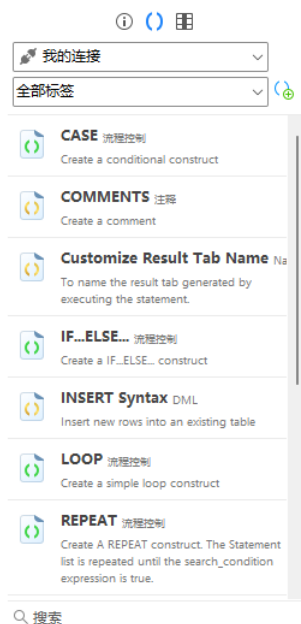 我的连接
全部标签
CASE 流程控制
Create a conditional construct
COMMENTS 注释
Create a comment
Customize Result Tab Name Na
To name the result tab generated by
executing the statement.
IF...ELSE... 流程控制
Create a IF...ELSE... construct
INSERT Syntax DML
Insert new rows into an existing table
LOOP 流程控制
Create a simple loop construct
REPEAT 流程控制
Create A REPEAT construct. The Statement
list is repeated until the search_condition
expression is true.
搜索